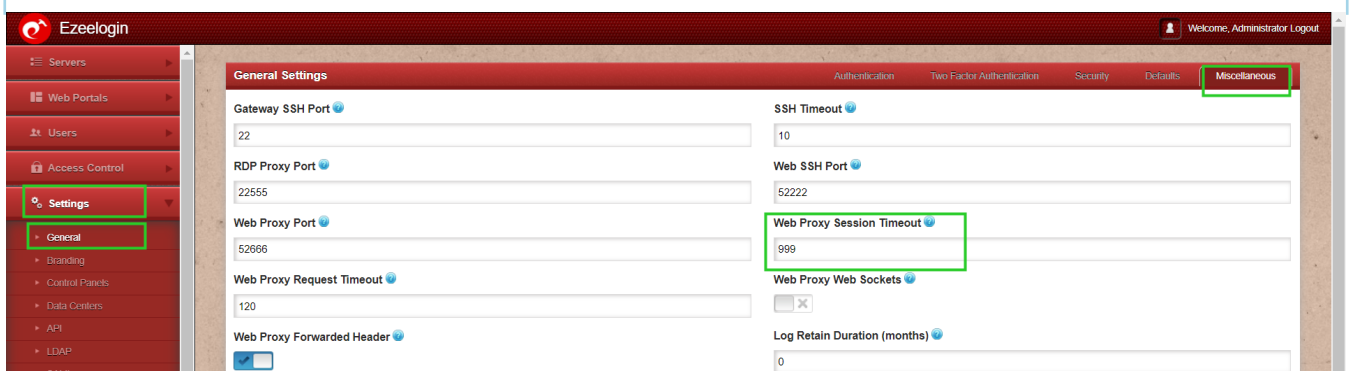 Ezeelogin
Welcome, Administrator Logout
Servers
Web Portals
Users
Access Control
Settings
General
Branding
Control Panels
Data Centers
API
LDAP
General Settings
Authentication Two Factor Authentication Security Defaults Miscellaneous
Gateway SSH Port SSH Timeout
22 10
RDP Proxy Port Web SSH Port
22555 52222
Web Proxy Port Web Proxy Session Timeout
52666 999
Web Proxy Request Timeout Web Proxy Web Sockets
120
Web Proxy Forwarded Header Log Retain Duration (months)
0